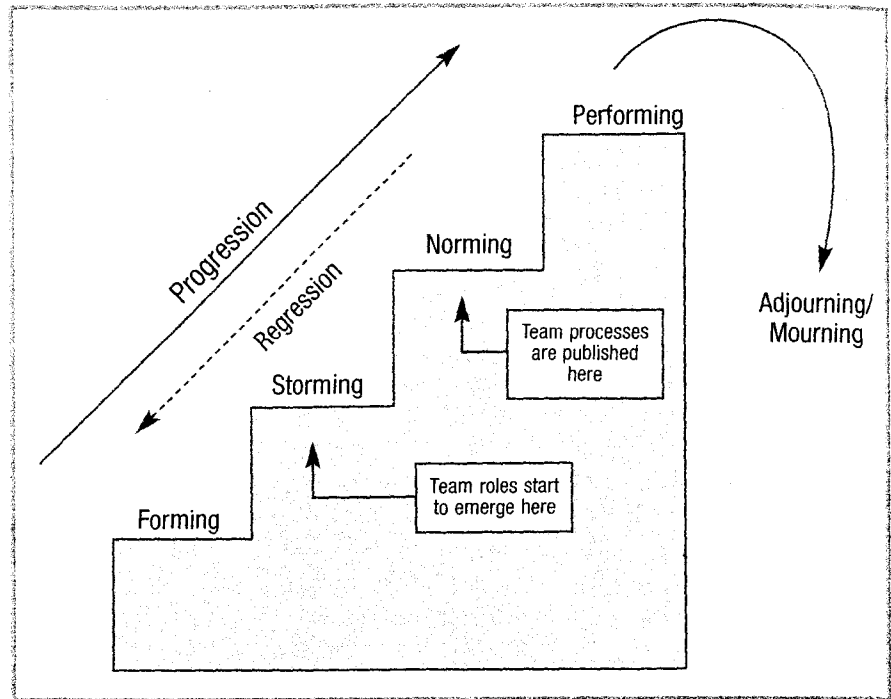 Performing
Progression
Norming
Regression
Adjourning/
Mourning
Team processes
are published
here
Storming
Team roles start
to emerge here
Forming